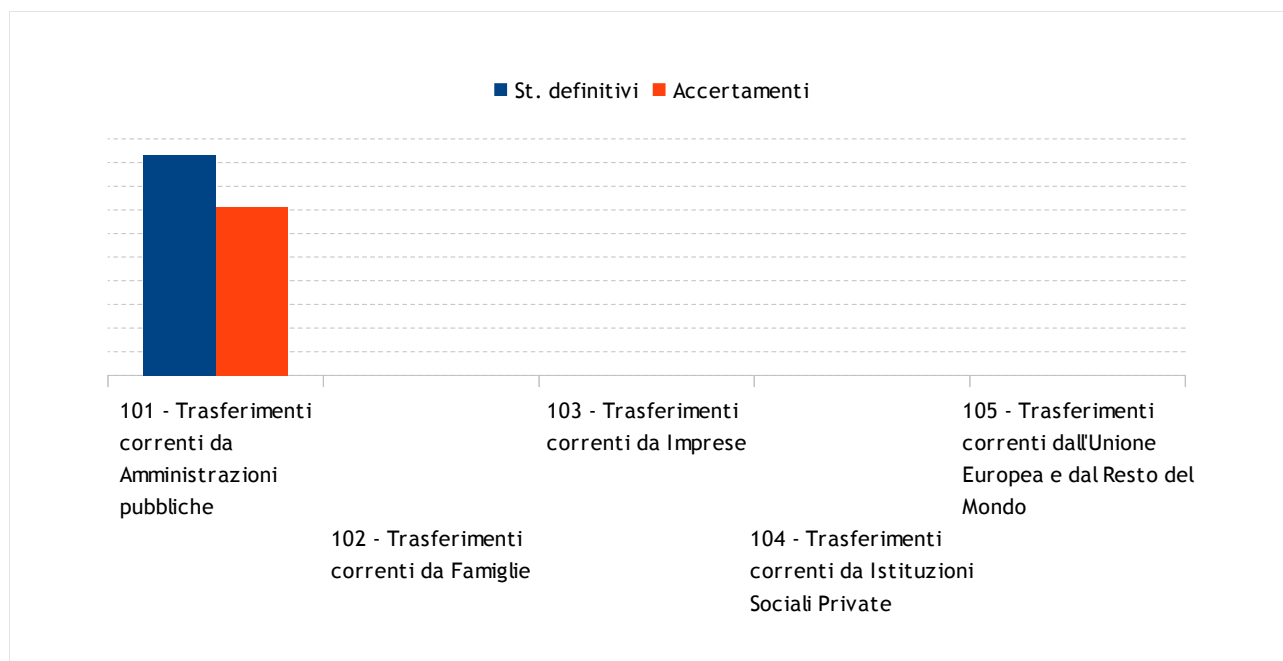 St. definitivi Accertamenti
101 - Trasferimenti
correnti da
Amministrazioni
pubbliche
102 - Trasferimenti
correnti da Famiglie
103 - Trasferimenti
correnti da Imprese
104 - Trasferimenti
correnti da Istituzioni
Sociali Private
105 - Trasferimenti
correnti dall'Unione
Europea e dal Resto del
Mondo